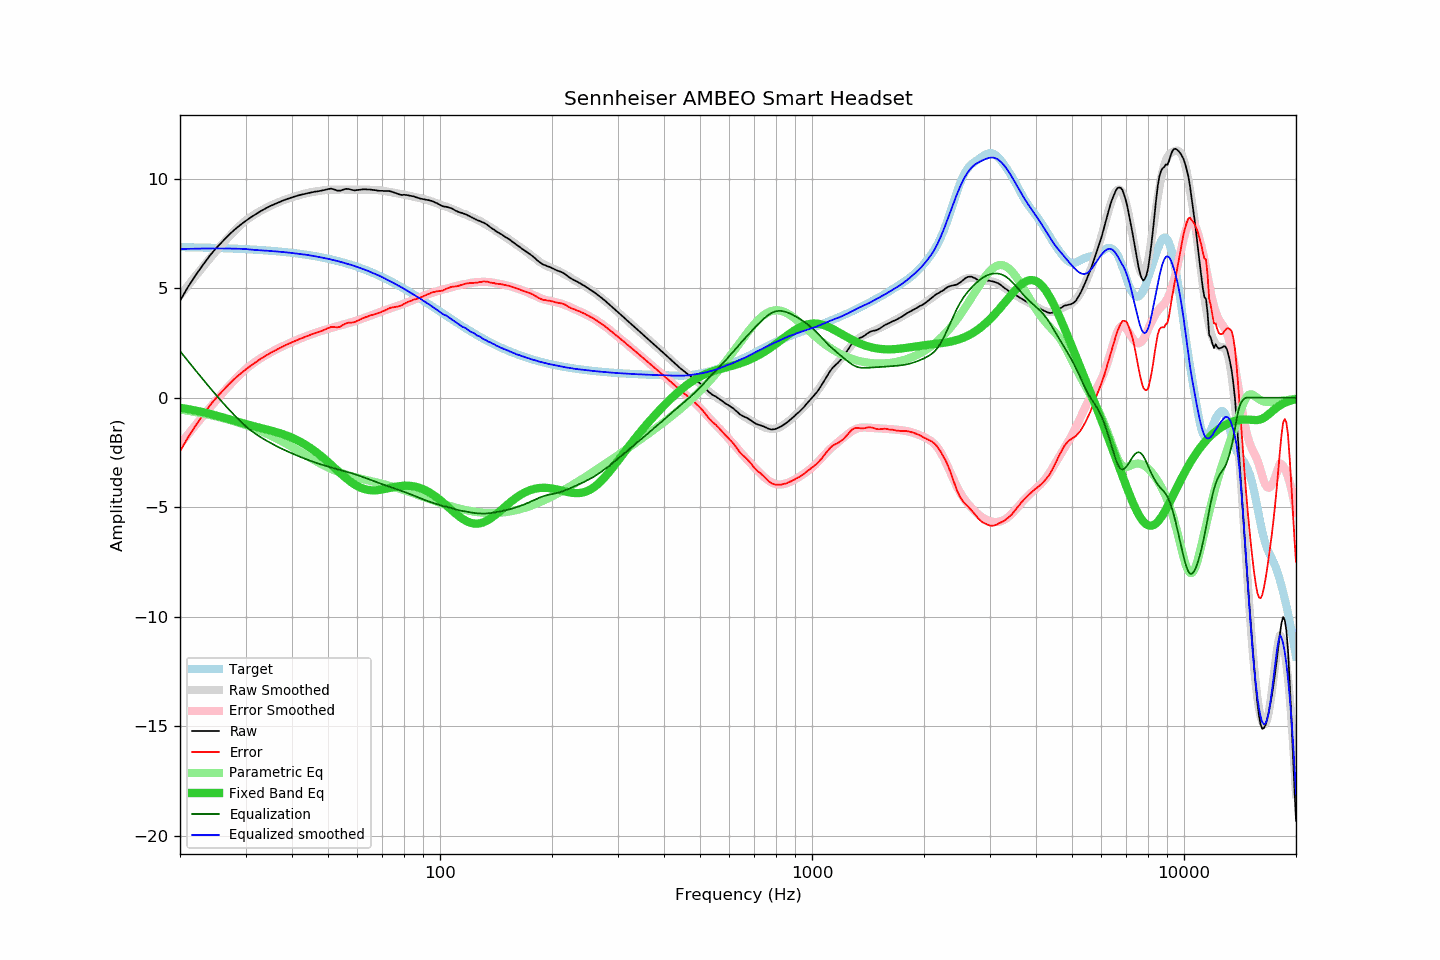 Sennheiser AMBEO Smart Headset
10
5
0
−5
−10
−15
−20
Amplitude (dBr)
Target
Raw Smoothed
Error Smoothed
Raw
Error
Parametric Eq
Fixed Band Eq
Equalization
Equalized smoothed
100
1000
10000
Frequency (Hz)